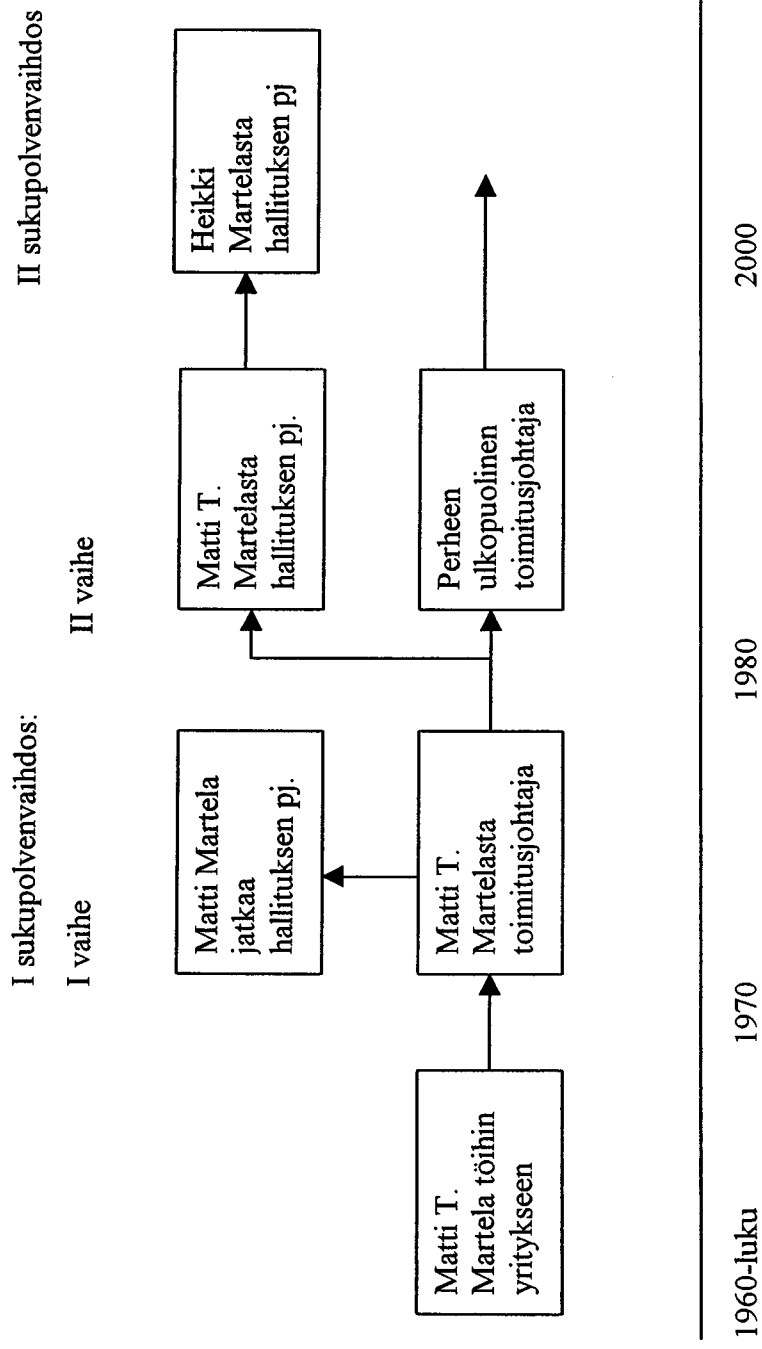 I sukupolvenvaihdos:
II sukupolvenvaihdos
I vaihe
II vaihe
Matti Martela
jatkaa
hallituksen pj.
Matti T.
Martelasta
hallituksen pj.
Heikki
Martelasta
hallituksen pj
Matti T.
Martela töihin
yritykseen
Matti T.
Martelasta
toimitusjohtaja
Perheen
ulkopuolinen
toimitusjohtaja
1960-luku
1970
1980
2000